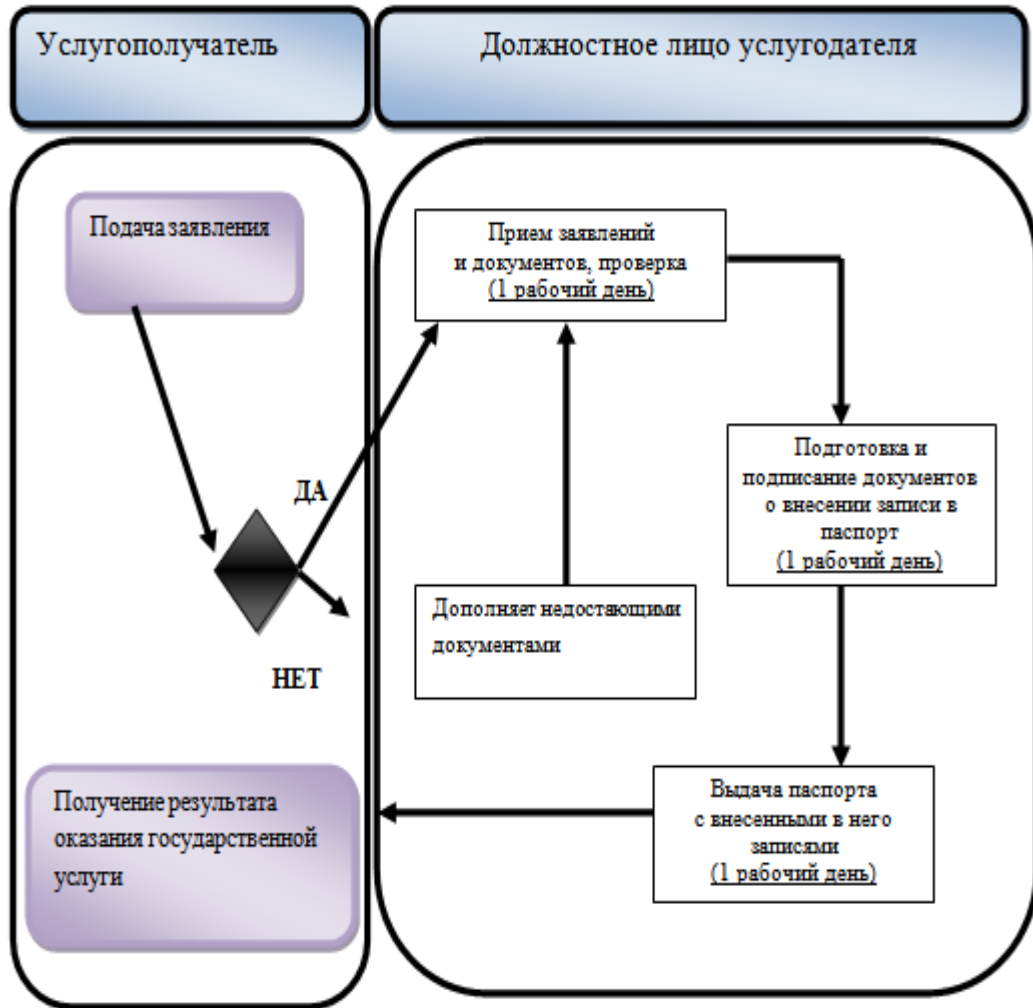 Услугополучатель
Должностное лицо услугодателя
Подача заявления
Прием заявлений
и документов, проверка
(1 рабочий день)
Подготовка и
подписание документов
о внесении записи в
паспорт
(1 рабочий день)
ДА
НЕТ
Дополняет недостающими
документами
Получение результата
оказания государственной
услуги
Выдача паспорта
с внесенными в него
записями
(1 рабочий день)